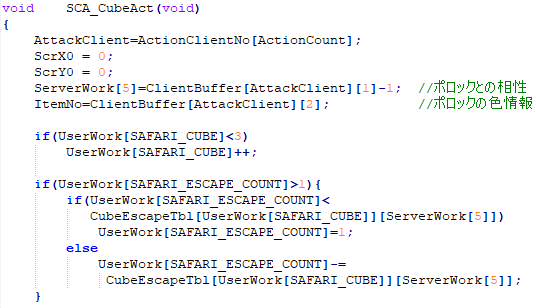 void    SCA_CubeAct(void)
{
    AttackClient=ActionClientNo[ActionCount];
    ScrX0 = 0;
    ScrY0 = 0;
    ServerWork[5]=ClientBuffer[AttackClient][1]-1;  //ポロックとの相性
    ItemNo=ClientBuffer[AttackClient][2];           //ポロックの色情報
    if(UserWork[SAFARI_CUBE]<3)
        UserWork[SAFARI_CUBE]++;
    if(UserWork[SAFARI_ESCAPE_COUNT]>1){
        if(UserWork[SAFARI_ESCAPE_COUNT]<
           CubeEscapeTbl[UserWork[SAFARI_CUBE]][ServerWork[5]])
            UserWork[SAFARI_ESCAPE_COUNT]=1;
        else
            UserWork[SAFARI_ESCAPE_COUNT]-=
             CubeEscapeTbl[UserWork[SAFARI_CUBE]][ServerWork[5]];
    }